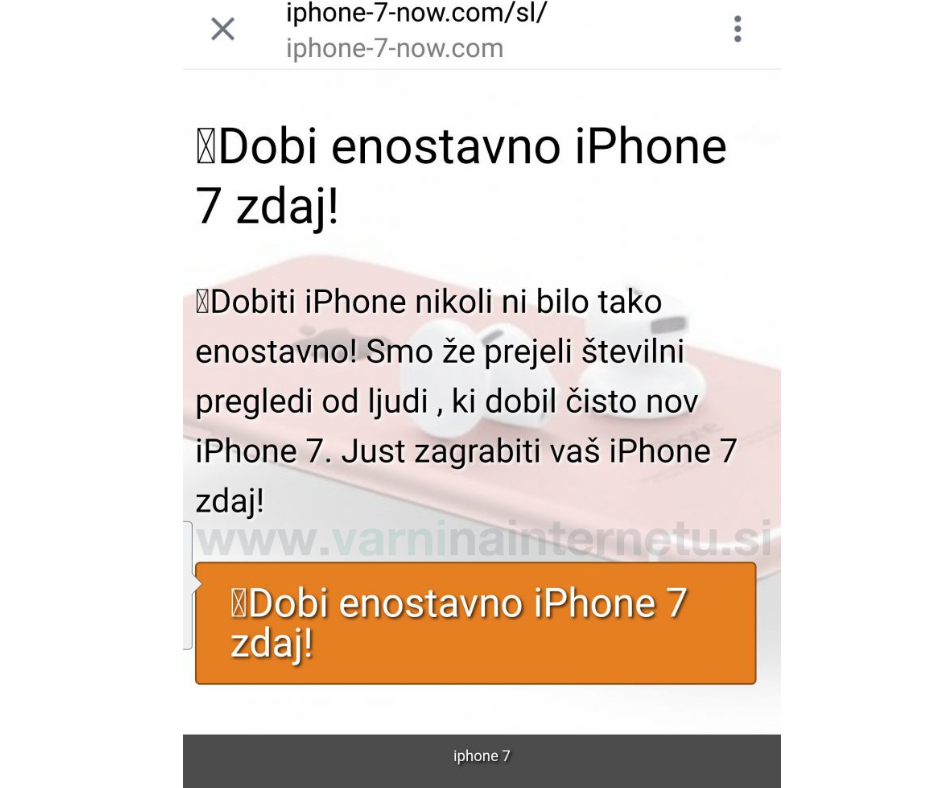 iphone-7-now.com/sl/
iphone-7-now.com
Dobi enostavno iPhone
7 zdaj!
Dobiti iPhone nikoli ni bilo tako
enostavno! Smo že prejeli številni
pregledi od ljudi , ki dobil čisto nov
iPhone 7. Just zagrabiti vaš iPhone 7
zdaj!
www.varninainternetu.si
Dobi enostavno iPhone 7
zdaj!
iphone 7